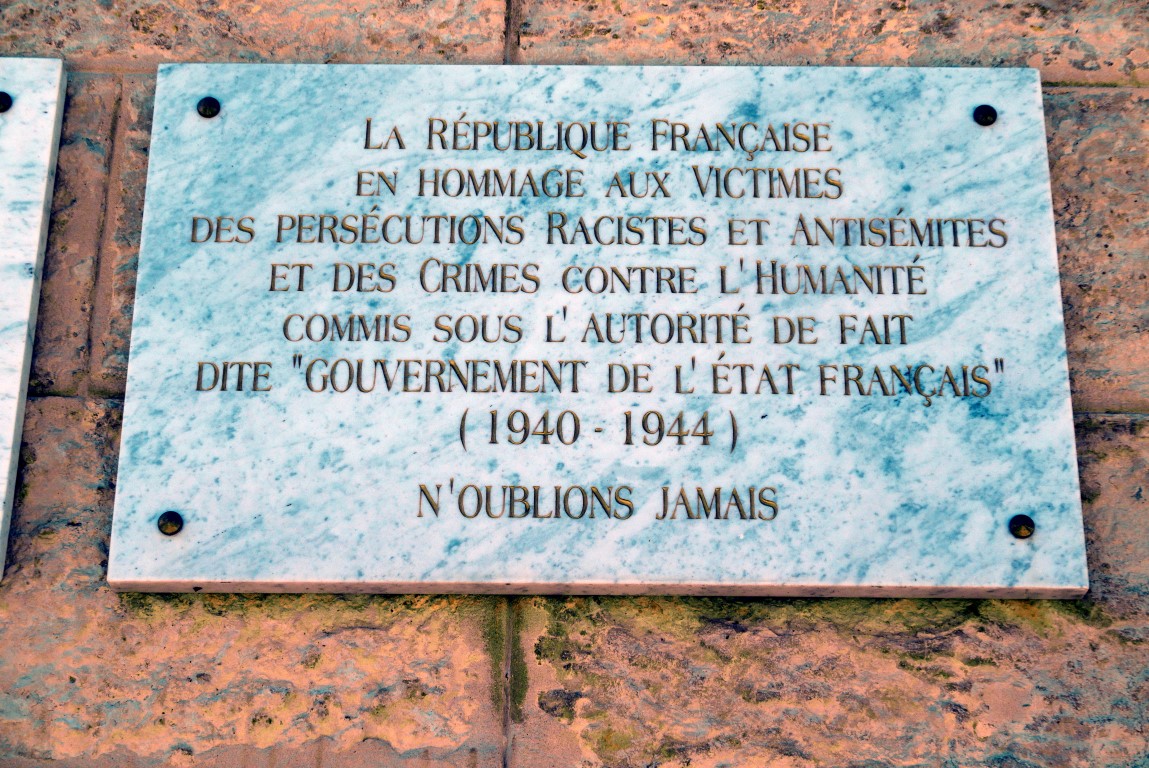 La République Française
en hommage aux Victimes
des persécutions Racistes et Antisémites
et des Crimes contre l'Humanité
commis sous l'autorité de fait
dite "gouvernement de l'État français"
( 1940 - 1944 )
n'oublions jamais